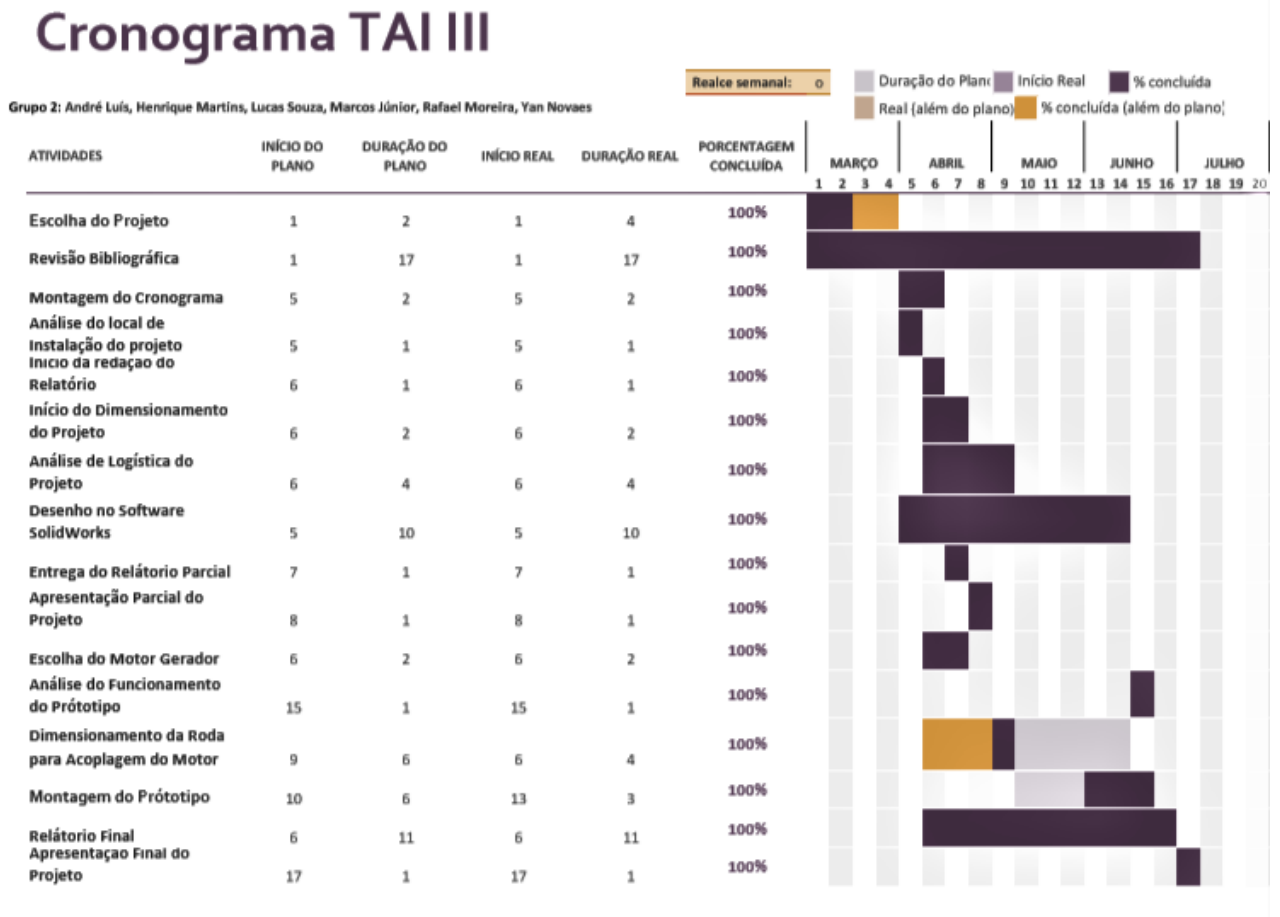 Cronograma TAI III
Realce semanal: 0
Duração do Plano
Início Real
% concluída
Grupo 2: André Luís, Henrique Martins, Lucas Souza, Marcos Júnior, Rafael Moreira, Yan Novaes
Real (além do plano)
% concluída (além do plano)
ATIVIDADES
INÍCIO DO
PLANO
DURAÇÃO DO
PLANO
INÍCIO REAL
DURAÇÃO REAL
PORCENTAGEM
CONCLUÍDA
MARÇO ABRIL MAIO JUNHO JULHO
1 2 3 4 5 6 7 8 9 10 11 12 13 14 15 16 17 18 19 20
Escolha do Projeto 1 2 1 4 100%
Revisão Bibliográfica 1 17 1 17 100%
Montagem do Cronograma 5 2 5 2 100%
Análise do local de
Instalação do projeto 5 1 5 1 100%
Início da redação do
Relatório 6 1 6 1 100%
Início do Dimensionamento
do Projeto 6 2 6 2 100%
Análise de Logística do
Projeto 6 4 6 4 100%
Desenho no Software
SolidWorks 5 10 5 10 100%
Entrega do Relátorio Parcial 7 1 7 1 100%
Apresentação Parcial do
Projeto 8 1 8 1 100%
Escolha do Motor Gerador 6 2 6 2 100%
Análise do Funcionamento
do Prótotipo 15 1 15 1 100%
Dimensionamento da Roda
para Acoplagem do Motor 9 6 6 4 100%
Montagem do Prótotipo 10 6 13 3 100%
Relátorio Final 6 11 6 11 100%
Apresentação Final do
Projeto 17 1 17 1 100%